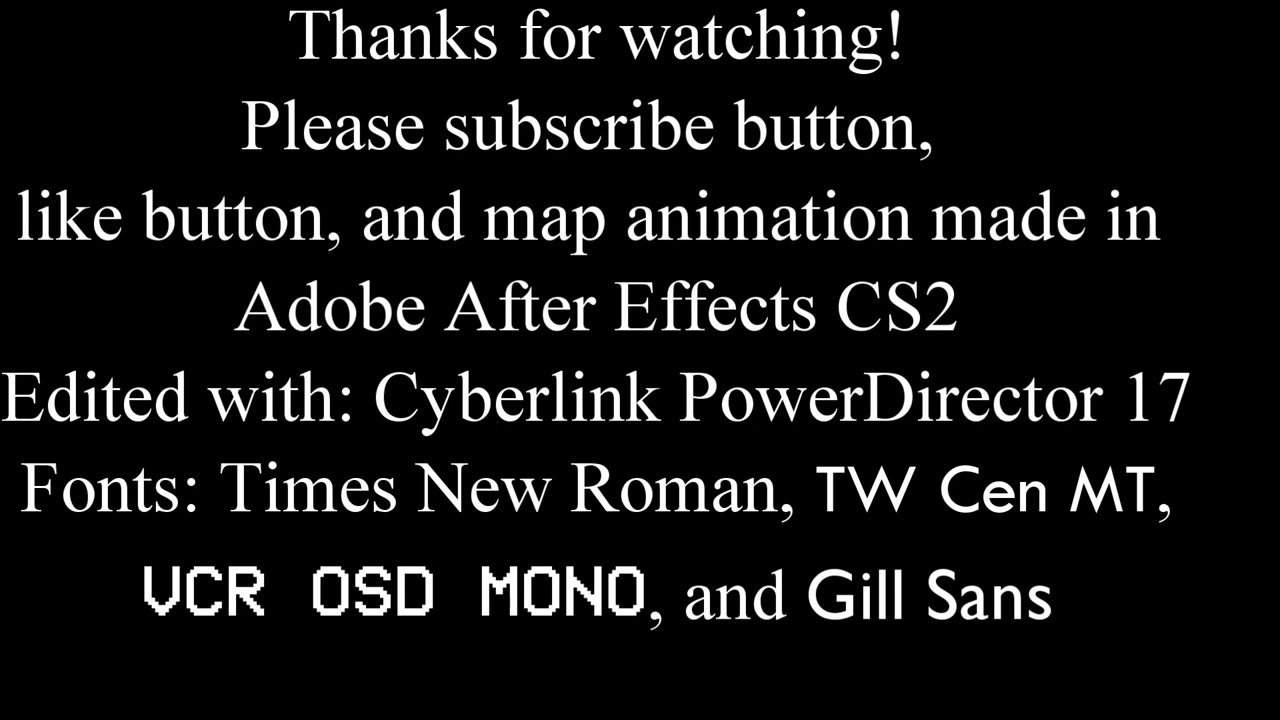 Thanks for watching!
Please subscribe button,
like button, and map animation made in
Adobe After Effects CS2
Edited with: Cyberlink PowerDirector 17
Fonts: Times New Roman, TW Cen MT,
VCR OSD MONO, and Gill Sans